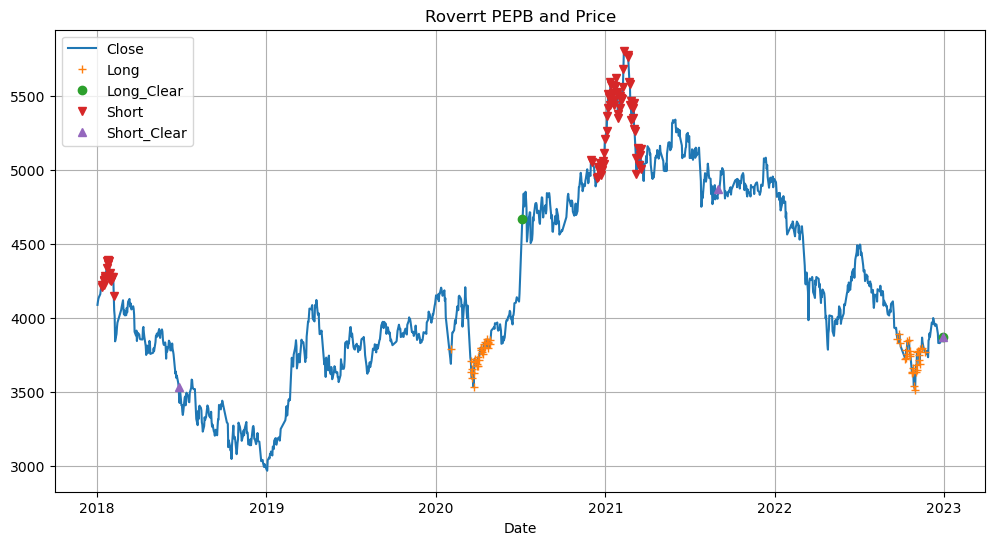 Roverrt PEPB and Price
Close
Long
Long_Clear
Short
Short_Clear
5500
5000
4500
4000
3500
3000
2018 2019 2020 2021 2022 2023
Date